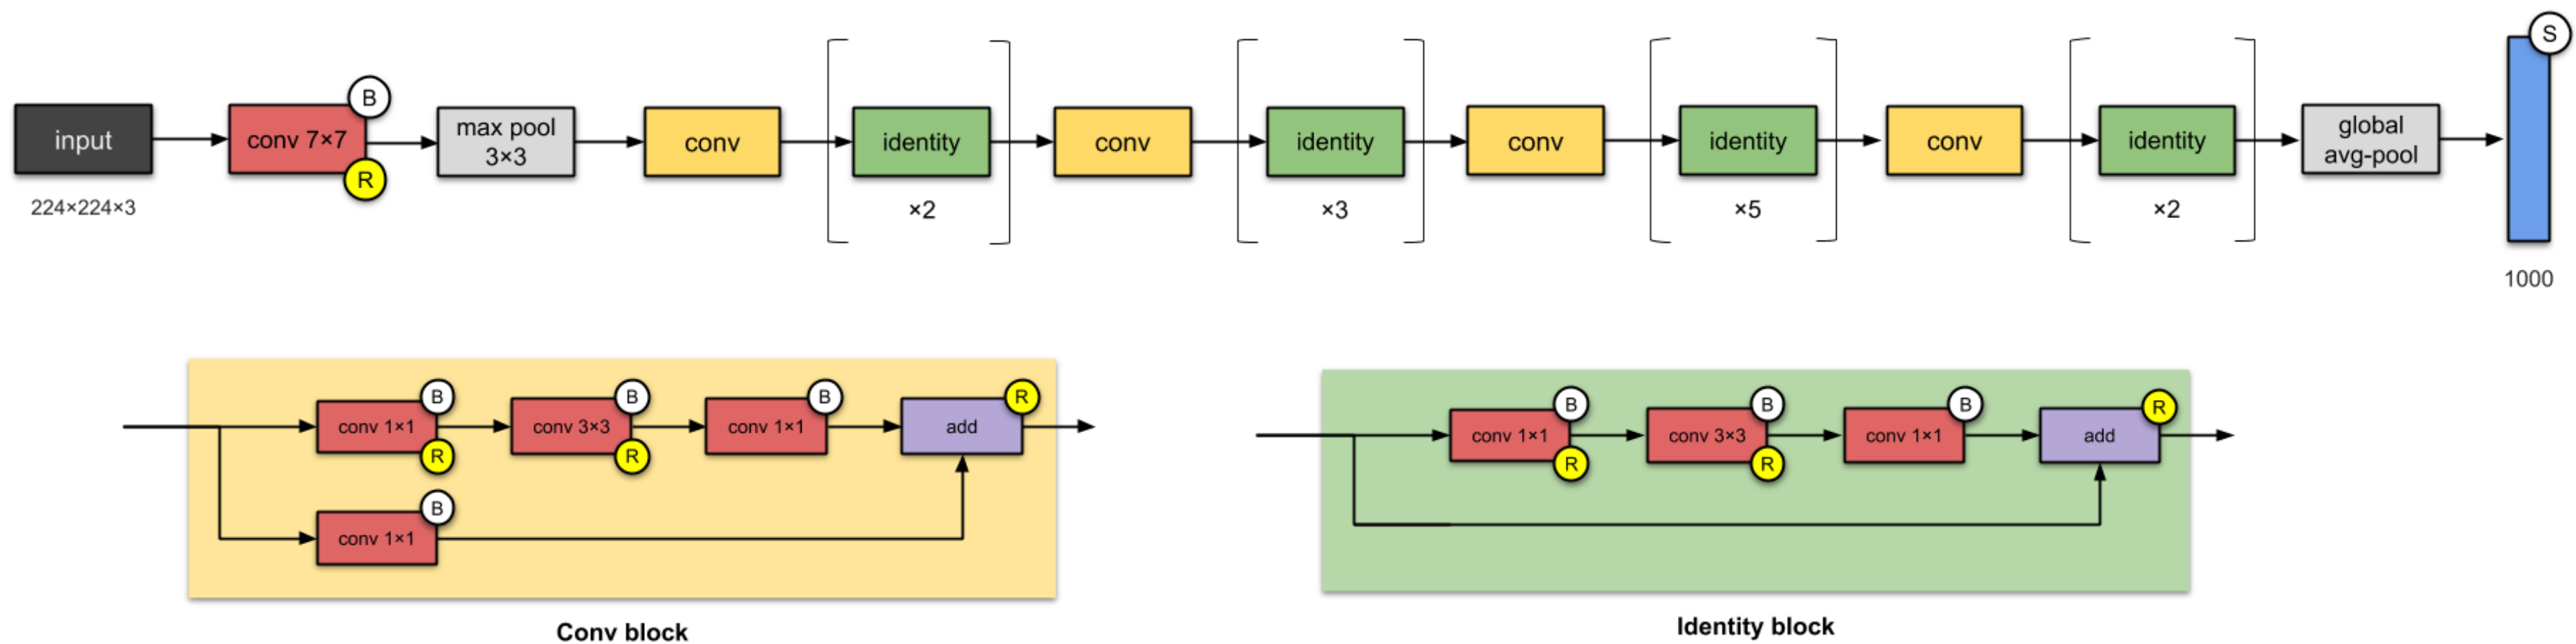 S
B
input
conv 7×7
R
max pool
3×3
conv
identity
conv
identity
conv
identity
conv
identity
global
avg-pool
224×224×3
×2
×3
×5
×2
1000
B
B
B
R
conv 1×1
conv 3×3
conv 1×1
add
R
R
B
conv 1×1
Conv block
B
B
B
R
conv 1×1
conv 3×3
conv 1×1
add
R
R
Identity block